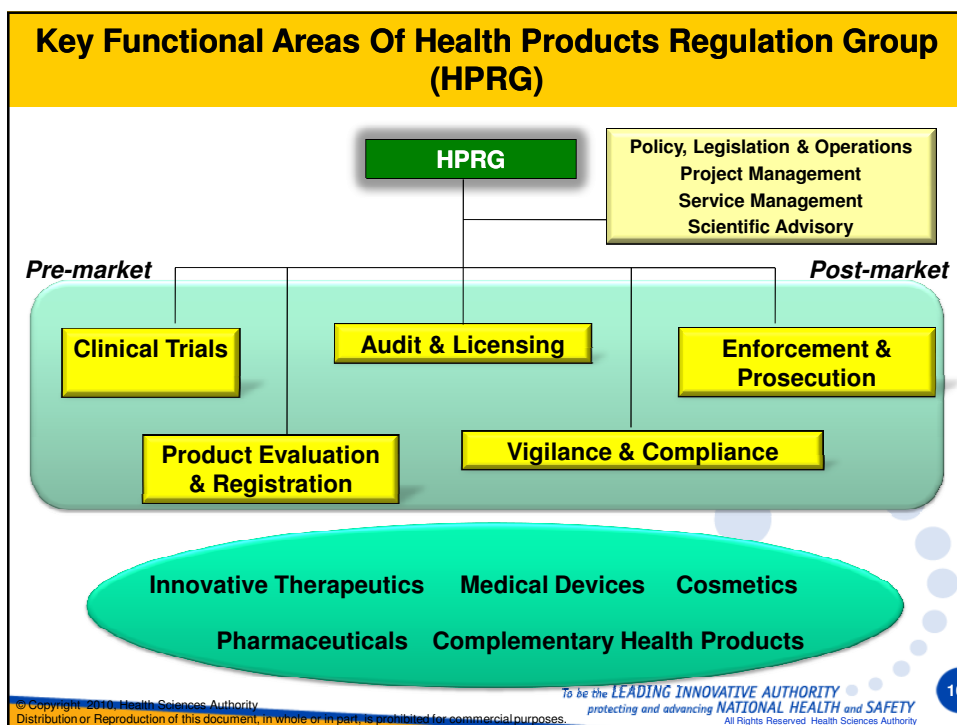 Key Functional Areas Of Health Products Regulation Group
(HPRG)
HPRG
Policy, Legislation & Operations
Project Management
Service Management
Scientific Advisory
Pre-market
Post-market
Clinical Trials
Audit & Licensing
Enforcement &
Prosecution
Product Evaluation
& Registration
Vigilance & Compliance
Innovative Therapeutics Medical Devices Cosmetics
Pharmaceuticals Complementary Health Products
To be the LEADING INNOVATIVE AUTHORITY
protecting and advancing NATIONAL HEALTH and SAFETY
© Copyright 2010, Health Sciences Authority
Distribution or Reproduction of this document, in whole or in part, is prohibited for commercial purposes.
All Rights Reserved Health Sciences Authority